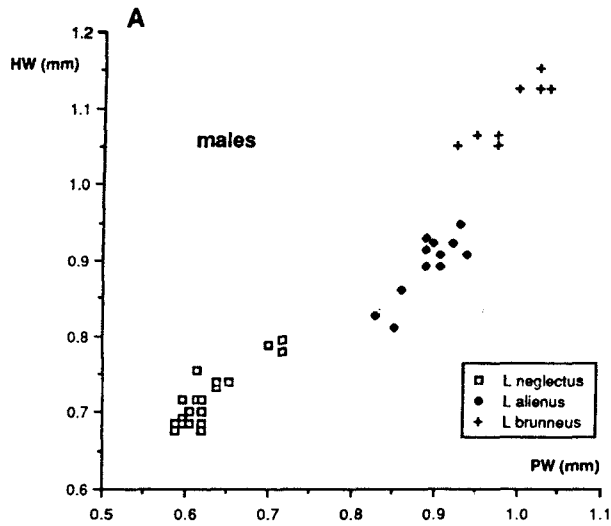 A
HW (mm)
1.2
1.1
1.0
0.9
0.8
0.7
0.6
males
L neglectus
L alienus
L brunneus
PW (mm)
0.5 0.6 0.7 0.8 0.9 1.0 1.1